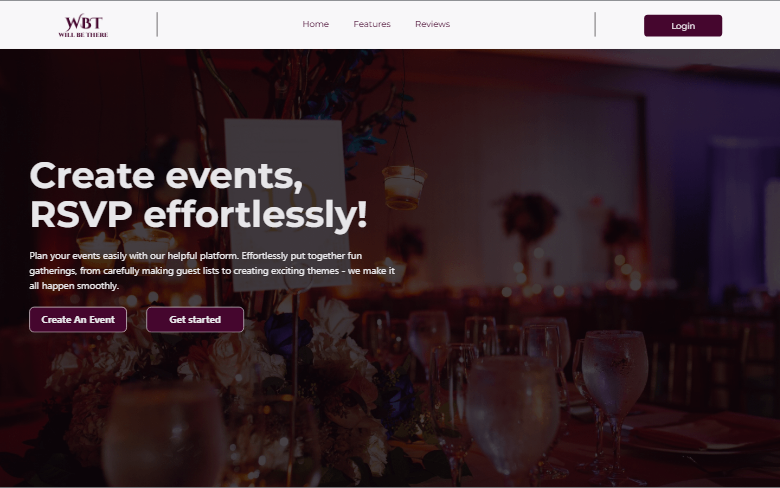 WBT
WILL BE THERE
Home
Features
Reviews
Login
Create events,
RSVP effortlessly!
Plan your events easily with our helpful platform. Effortlessly put together fun
gatherings, from carefully making guest lists to creating exciting themes - we make it
all happen smoothly.
Create An Event
Get started